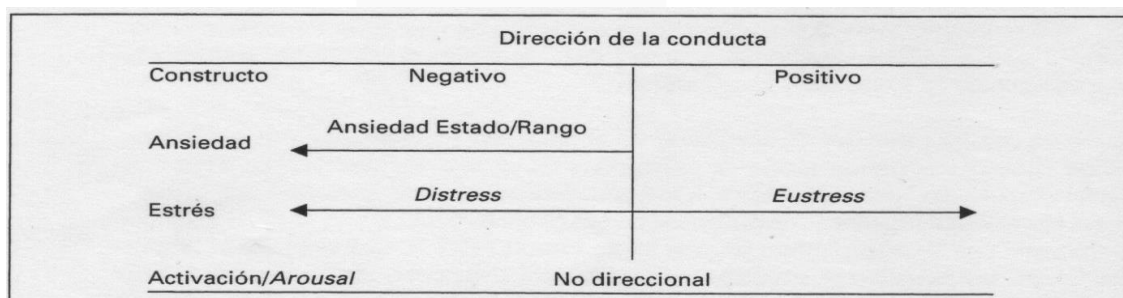 Dirección de la conducta
Constructo Negativo Positivo
Ansiedad Estado/Rango
Ansiedad
Distress Eustress
Estrés
Activación/Arousal No direccional